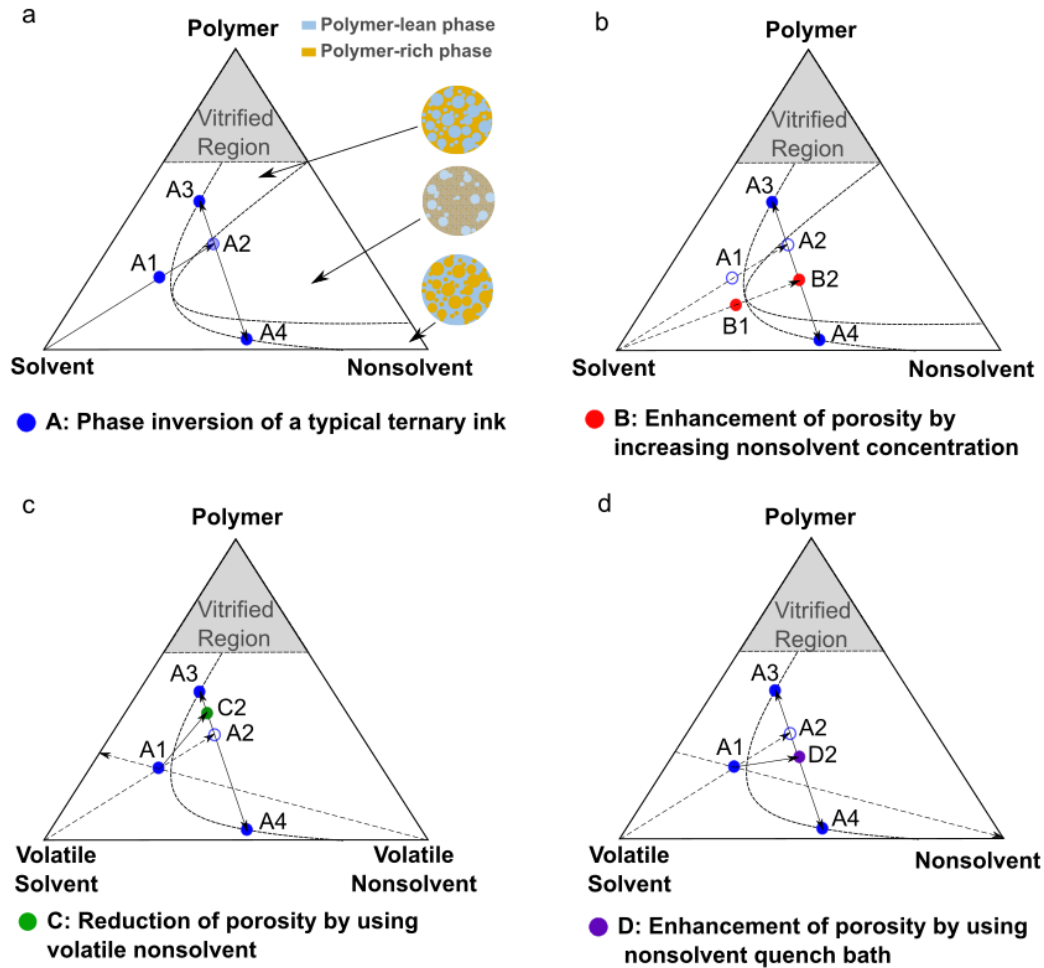 a
Polymer
Polymer-lean phase
Polymer-rich phase
Vitrified
Region
A3
A2
A1
A4
Solvent
Nonsolvent
A: Phase inversion of a typical ternary ink
b
Polymer
Vitrified
Region
A3
A2
A1
B2
B1
A4
Solvent
Nonsolvent
B: Enhancement of porosity by
increasing nonsolvent concentration
c
Polymer
Vitrified
Region
A3
C2
A2
A1
A4
Volatile
Solvent
Volatile
Nonsolvent
C: Reduction of porosity by using
volatile nonsolvent
d
Polymer
Vitrified
Region
A3
A2
A1
D2
A4
Volatile
Solvent
Nonsolvent
D: Enhancement of porosity by using
nonsolvent quench bath